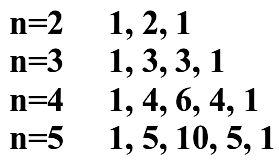 n=2 1, 2, 1
n=3 1, 3, 3, 1
n=4 1, 4, 6, 4, 1
n=5 1, 5, 10, 5, 1